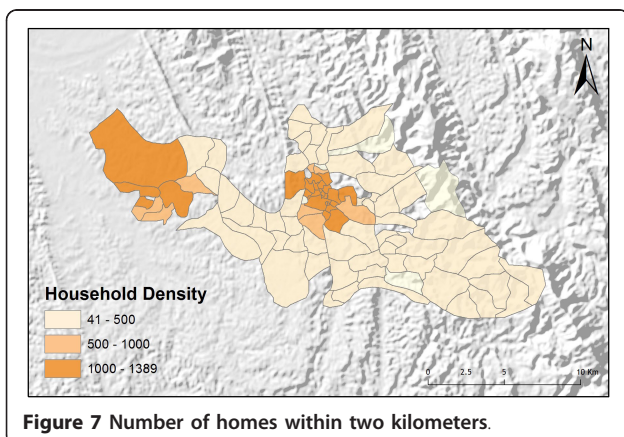 N
Household Density
41 - 500
500 - 1000
1000 - 1389
0 2.5 5 10 Km
Figure 7 Number of homes within two kilometers.